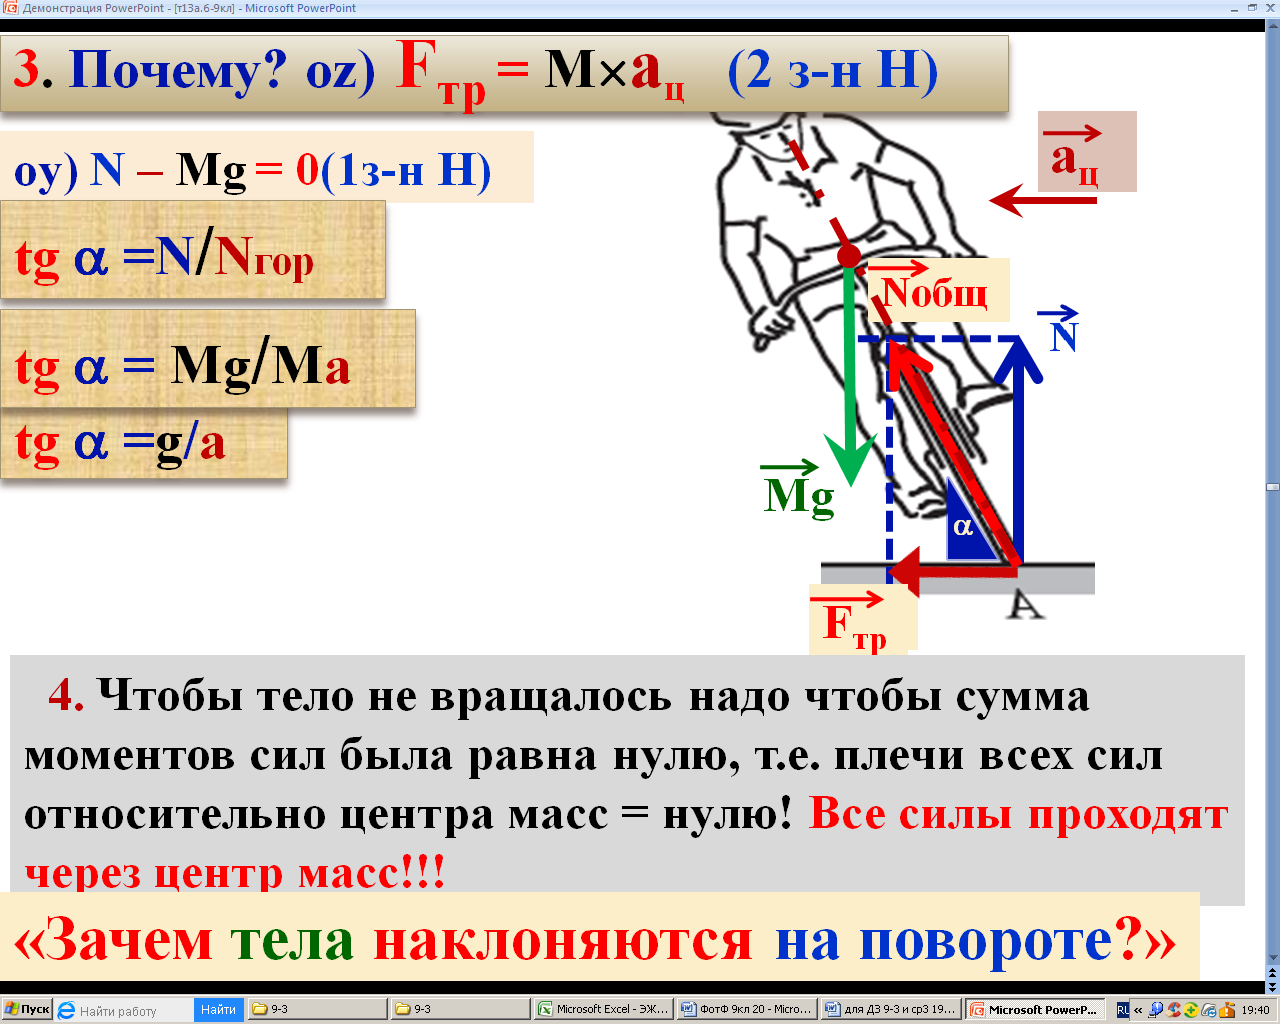 Демонстрация PowerPoint - [т13а.6-9кл] - Microsoft PowerPoint
3. Почему? oz) Fтр = M×aц (2 з-н Н)
aц
oy) N – Mg = 0(1з-н Н)
tg α =N/Nгор
Nобщ
N
tg α = Mg/Ma
tg α =g/a
Mg
α
A
Fтр
4. Чтобы тело не вращалось надо чтобы сумма
моментов сил была равна нулю, т.е. плечи всех сил
относительно центра масс = нулю! Все силы проходят
через центр масс!!!
«Зачем тела наклоняются на повороте?»
Пуск Найти работу Найти 9-3 9-3 Microsoft Excel - ЭЖ... ФотФ 9кл 20 - Micro... для ДЗ 9-3 и ср3 19... Microsoft PowerP... RU « 19:40